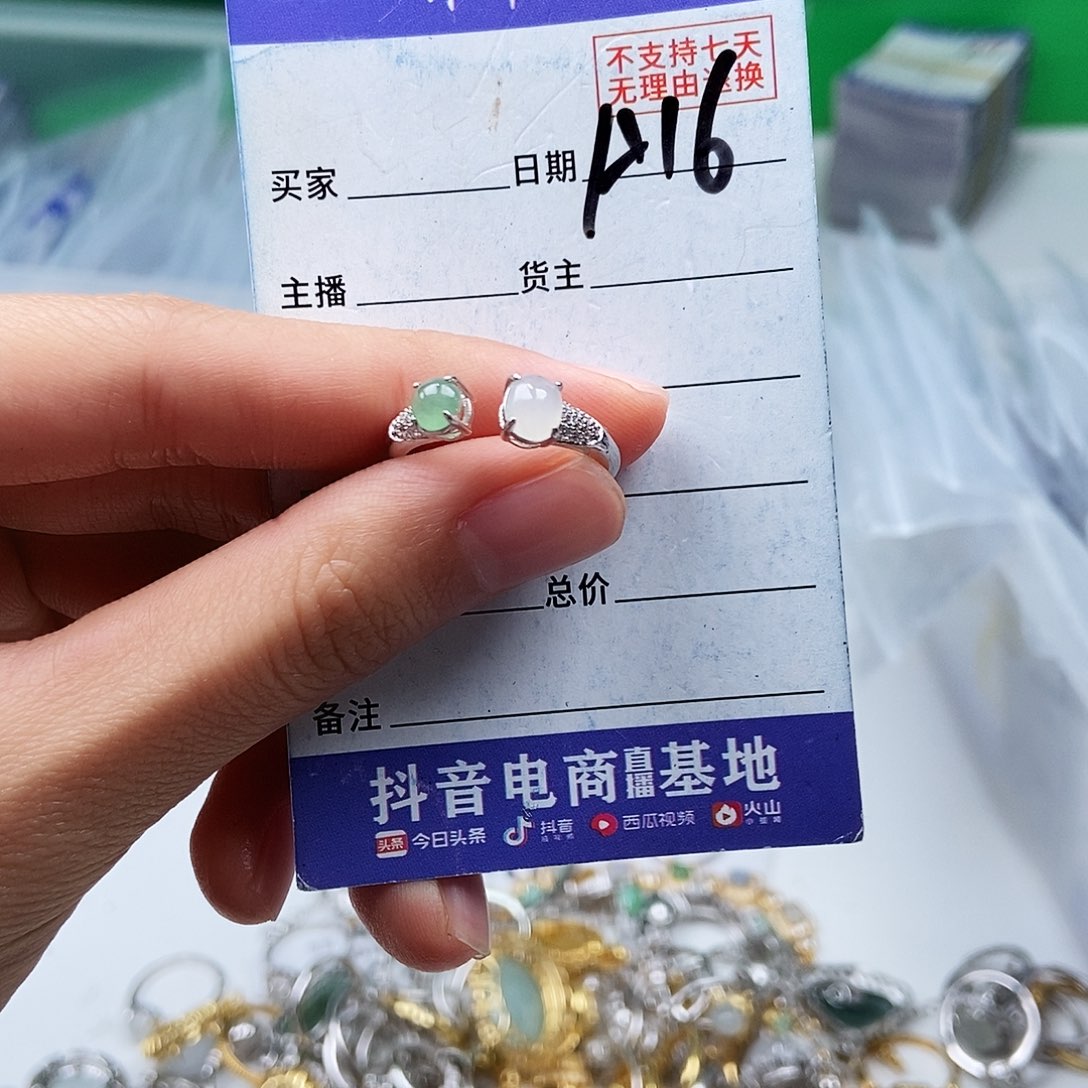 不支持七天
无理由退换
买家 日期
主播 货主
总价
备注
抖音电商直播基地
头条 今日头条 抖音 西瓜视频 火山